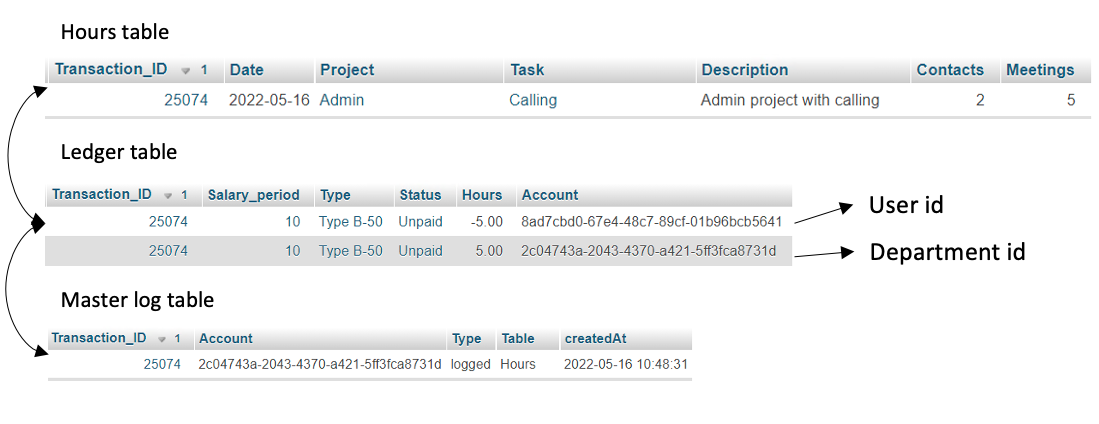 Hours table
Transaction_ID 1 Date Project Task Description Contacts Meetings
25074 2022-05-16 Admin Calling Admin project with calling 2 5
Ledger table
Transaction_ID 1 Salary_period Type Status Hours Account
25074 10 Type B-50 Unpaid -5.00 8ad7cbd0-67e4-48c7-89cf-01b96bcb5641 User id
25074 10 Type B-50 Unpaid 5.00 2c04743a-2043-4370-a421-5ff3fca8731d Department id
Master log table
Transaction_ID 1 Account Type Table createdAt
25074 2c04743a-2043-4370-a421-5ff3fca8731d logged Hours 2022-05-16 10:48:31